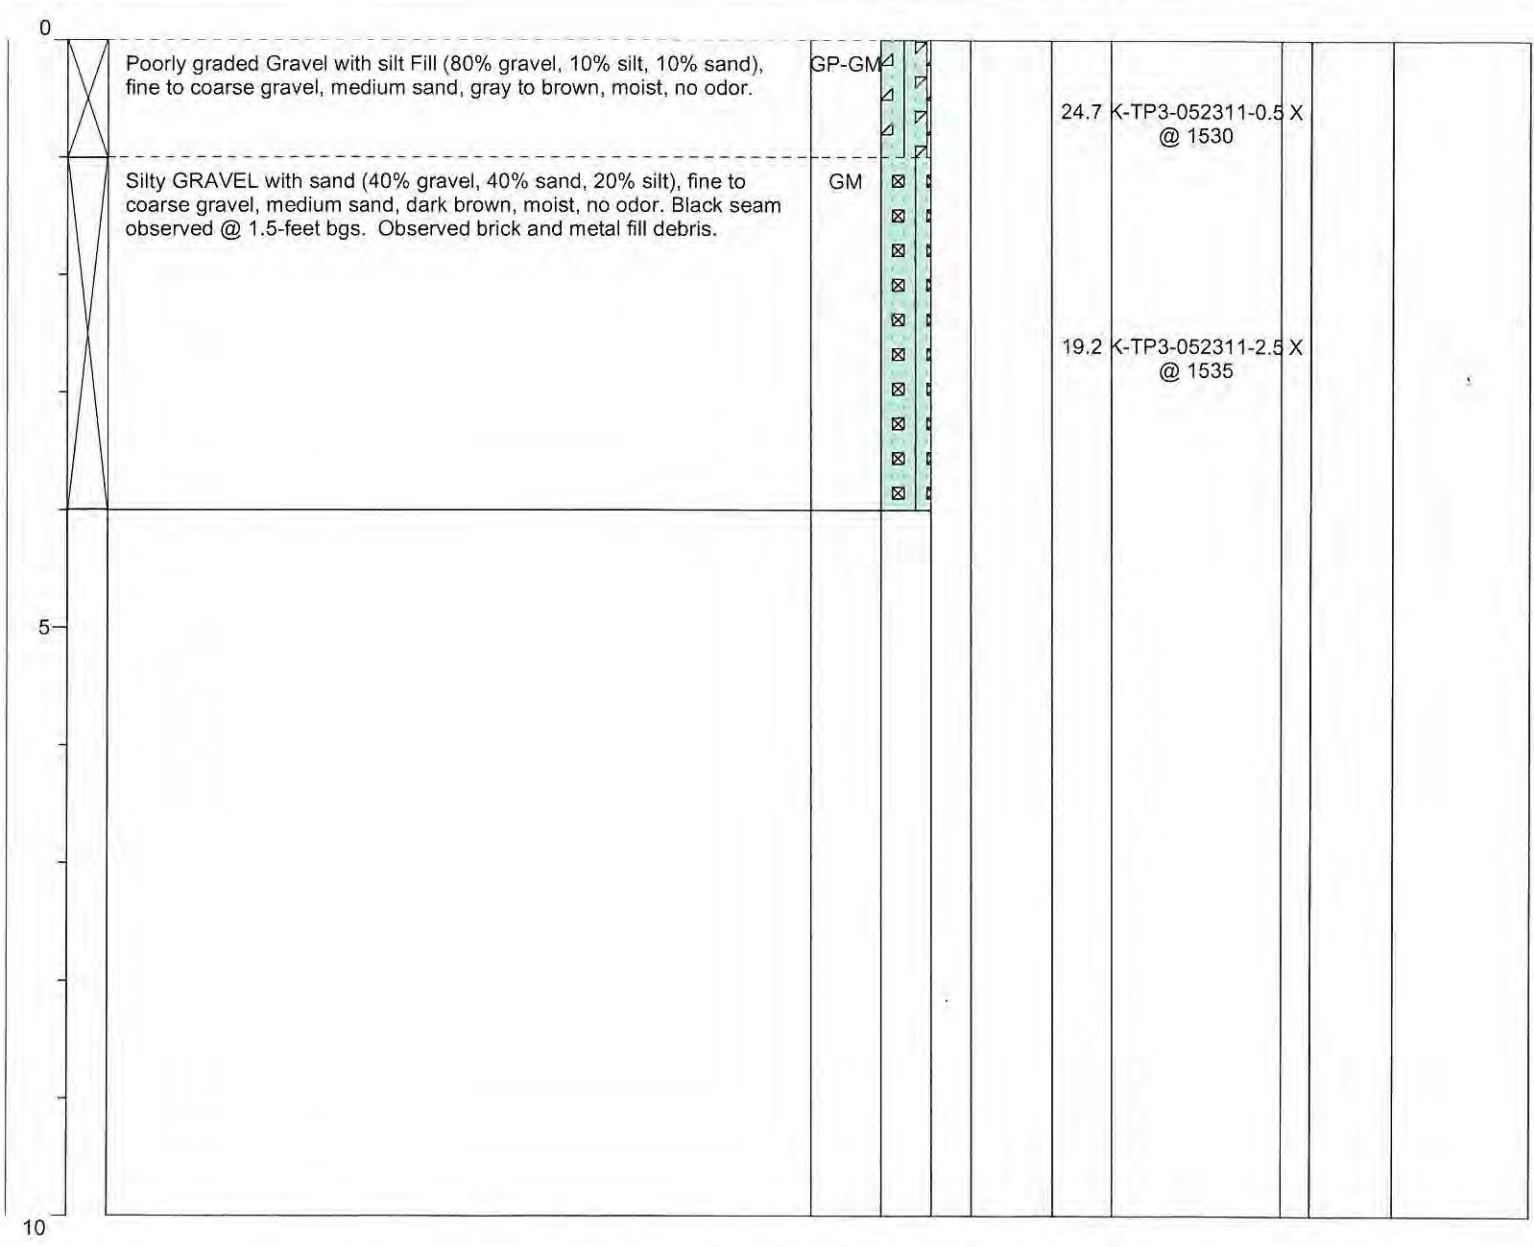 0
Poorly graded Gravel with silt Fill (80% gravel, 10% silt, 10% sand),
fine to coarse gravel, medium sand, gray to brown, moist, no odor.
GP-GM
24.7 K-TP3-052311-0.5 X
@ 1530
Silty GRAVEL with sand (40% gravel, 40% sand, 20% silt), fine to
coarse gravel, medium sand, dark brown, moist, no odor. Black seam
observed @ 1.5-feet bgs. Observed brick and metal fill debris.
GM
19.2 K-TP3-052311-2.5 X
@ 1535
5
10